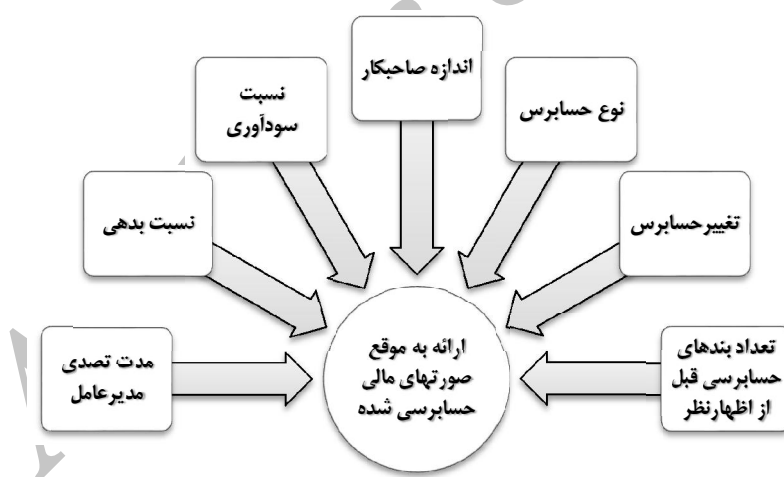 اندازه صاحبکار
نسبت
سودآوری
نوع حسابرس
نسبت بدهی
تغییرحسابرس
مدت تصدی
مدیرعامل
ارائه به موقع
صورتهای مالی
حسابرسی شده
تعداد بندهای
حسابرسی قبل
از اظهارنظر